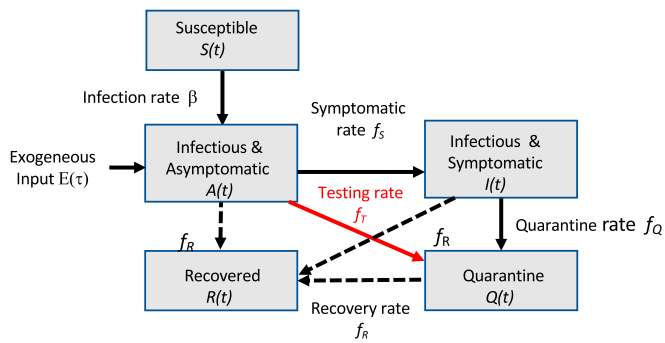 Susceptible
S(t)
Infection rate β
Symptomatic
rate fS
Exogeneous
Input E(τ)
Infectious &
Asymptomatic
A(t)
Infectious &
Symptomatic
I(t)
Testing rate
fT
Quarantine rate fQ
fR
fR
Recovered
R(t)
Quarantine
Q(t)
Recovery rate
fR